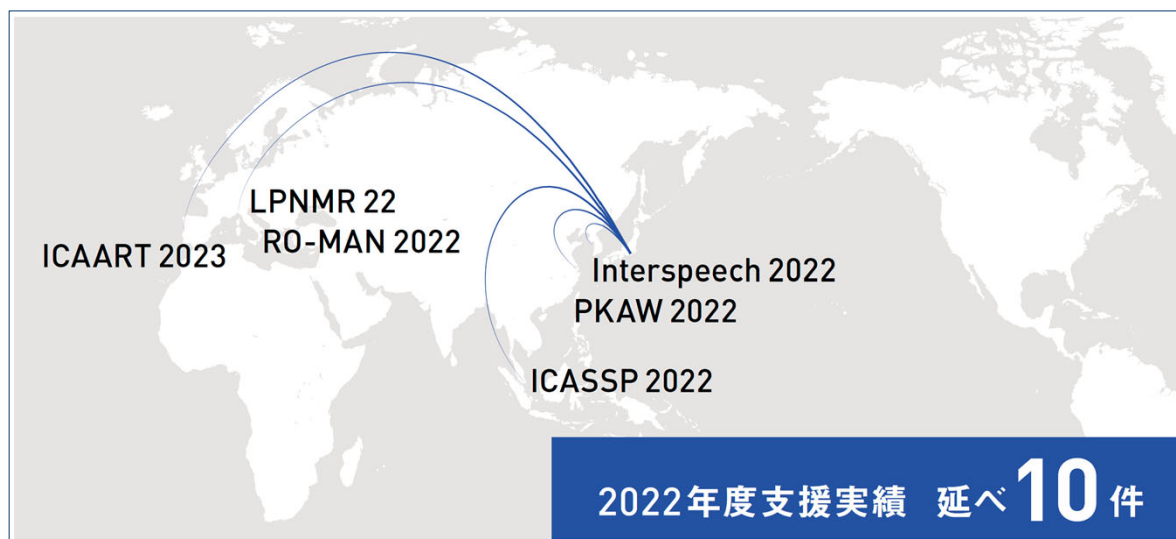 LPNMR 22
RO-MAN 2022
ICAART 2023
Interspeech 2022
PKAW 2022
ICASSP 2022
2022年度支援実績 延べ10件